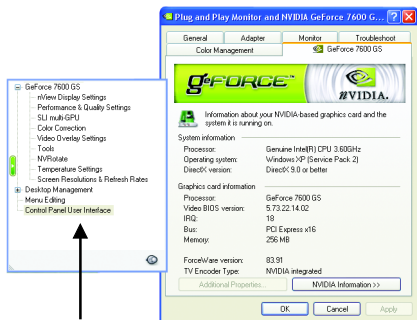 Plug and Play Monitor and NVIDIA GeForce 7600 G...
General
Adapter
Monitor
Troubleshoot
Color Management
GeForce 7600 GS
GEFORCE™
NVIDIA.
Information about your NVIDIA-based graphics card and the
system it is running on.
System information
Processor: Genuine Intel(R) CPU 3.60GHz
Operating system: Windows XP (Service Pack 2)
DirectX version: DirectX 9.0 or better
Graphics card information
Processor: GeForce 7600 GS
Video BIOS version: 5.73.22.14.02
IRQ: 18
Bus: PCI Express x16
Memory: 256 MB
ForceWare version: 83.91
TV Encoder Type: NVIDIA integrated
Additional Properties...
NVIDIA Information >>
OK
Cancel
Apply
GeForce 7600 GS
nView Display Settings
Performance & Quality Settings
SLI multi-GPU
Color Correction
Video Overlay Settings
Tools
NVRotate
Temperature Settings
Screen Resolutions & Refresh Rates
Desktop Management
Menu Editing
Control Panel User Interface